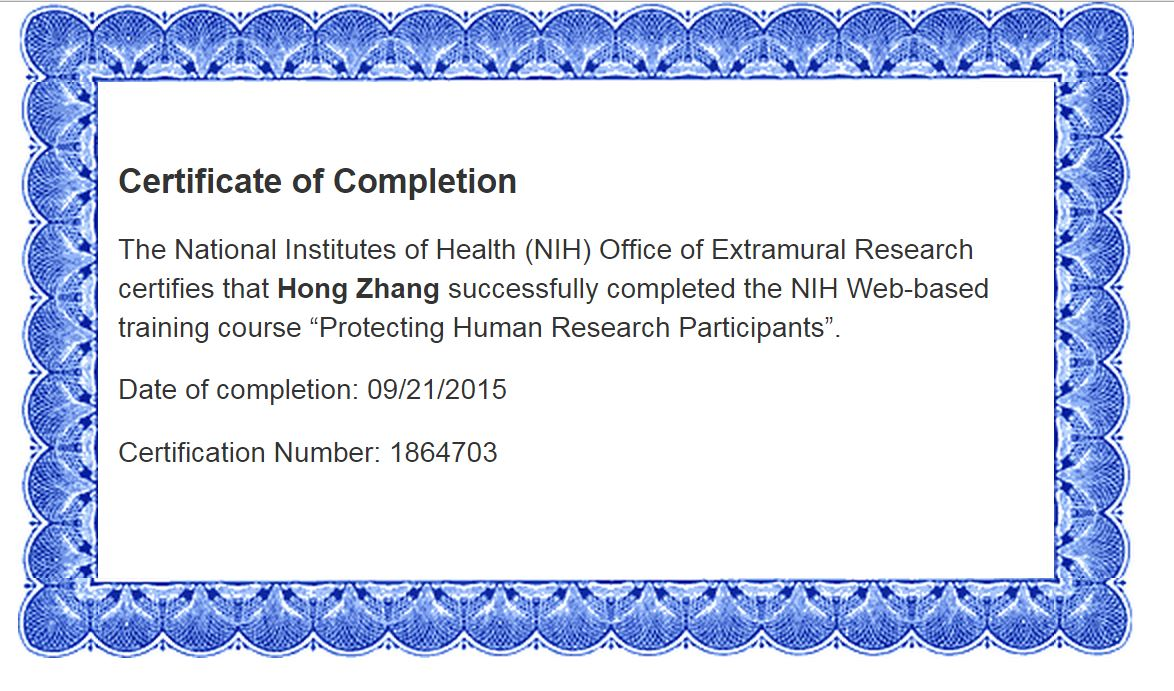 Certificate of Completion
The National Institutes of Health (NIH) Office of Extramural Research
certifies that Hong Zhang successfully completed the NIH Web-based
training course “Protecting Human Research Participants”.
Date of completion: 09/21/2015
Certification Number: 1864703